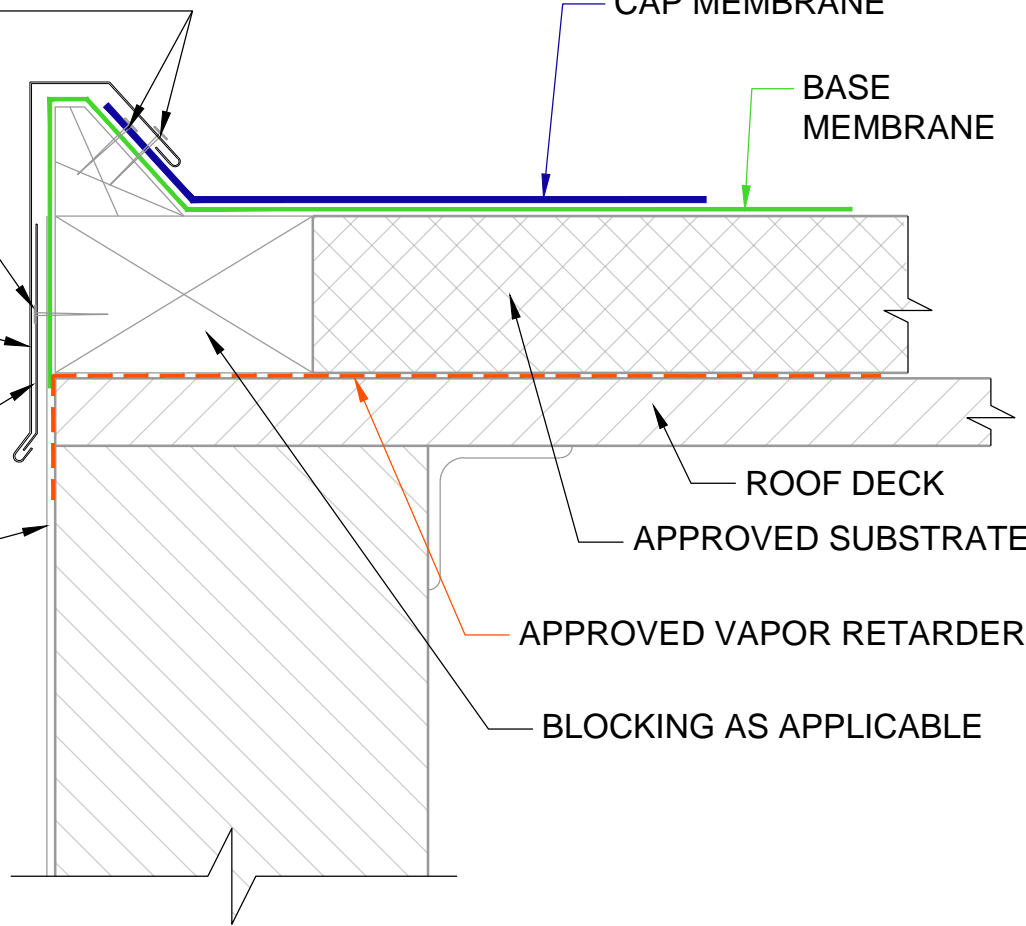 CAP MEMBRANE
BASE
MEMBRANE
ROOF DECK
APPROVED SUBSTRATE
APPROVED VAPOR RETARDER
BLOCKING AS APPLICABLE